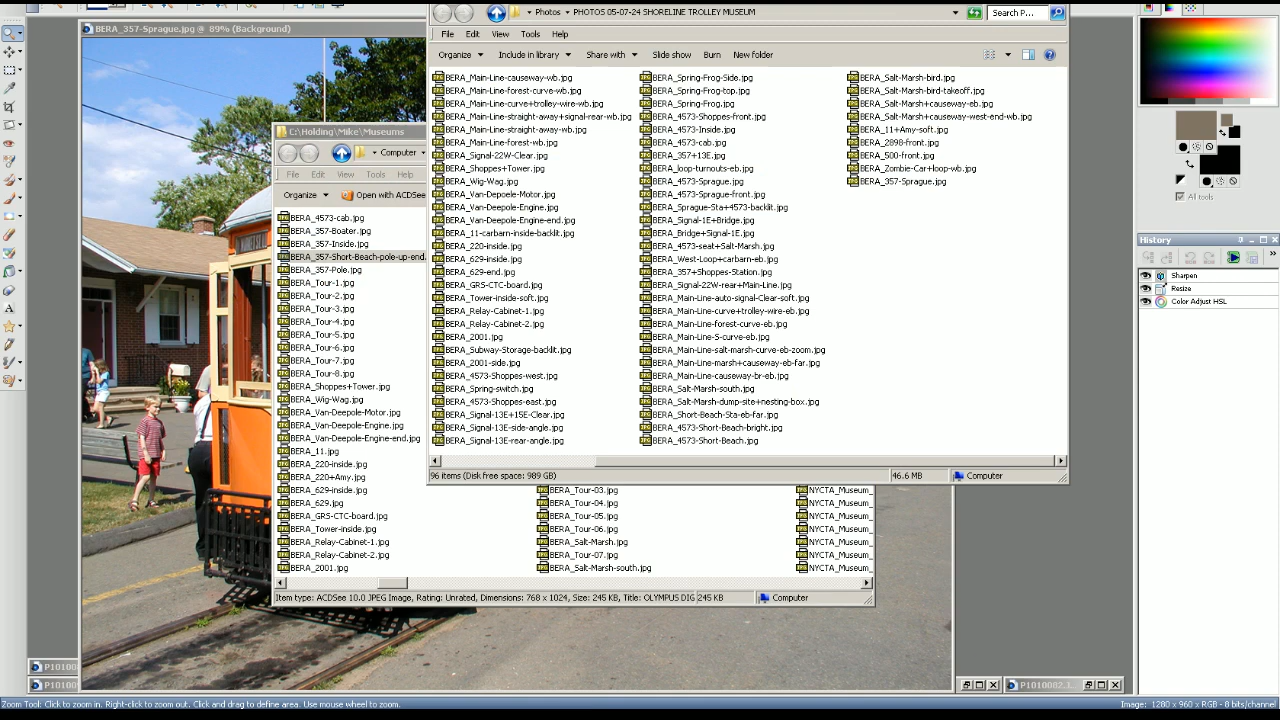 BERA_357-Sprague.jpg @ 89% (Background)
Photos ▸ PHOTOS 05-07-24 SHORELINE TROLLEY MUSEUM
Search P...
File Edit View Tools Help
Organize Include in library Share with Slide show Burn New folder
BERA_Main-Line-causeway-wb.jpg
BERA_Main-Line-forest-curve-wb.jpg
BERA_Main-Line-curve+trolley-wire-wb.jpg
BERA_Main-Line-straight-away+signal-rear-wb.jpg
BERA_Main-Line-straight-away-wb.jpg
BERA_Main-Line-forest-wb.jpg
BERA_Signal-22W-Clear.jpg
BERA_Shoppes+Tower.jpg
BERA_Wig-Wag.jpg
BERA_Van-Depoele-Motor.jpg
BERA_Van-Deepole-Engine.jpg
BERA_Van-Deepole-Engine-end.jpg
BERA_11-carbarn-inside-backlit.jpg
BERA_220-inside.jpg
BERA_629-inside.jpg
BERA_629-end.jpg
BERA_GRS-CTC-board.jpg
BERA_Tower-inside-soft.jpg
BERA_Relay-Cabinet-1.jpg
BERA_Relay-Cabinet-2.jpg
BERA_2001.jpg
BERA_Subway-Storage-backlit.jpg
BERA_2001-side.jpg
BERA_4573-Shoppes-west.jpg
BERA_Spring-switch.jpg
BERA_4573-Shoppes-east.jpg
BERA_Signal-13E+15E-Clear.jpg
BERA_Signal-13E-side-angle.jpg
BERA_Signal-13E-rear-angle.jpg
BERA_Spring-Frog-Side.jpg
BERA_Spring-Frog-top.jpg
BERA_Spring-Frog.jpg
BERA_4573-Shoppes-front.jpg
BERA_4573-Inside.jpg
BERA_4573-cab.jpg
BERA_357+13E.jpg
BERA_loop-turnouts-eb.jpg
BERA_4573-Sprague.jpg
BERA_4573-Sprague-front.jpg
BERA_Sprague-Sta+4573-backlit.jpg
BERA_Signal-1E+Bridge.jpg
BERA_Bridge+Signal-1E.jpg
BERA_4573-seat+Salt-Marsh.jpg
BERA_West-Loop+carbarn-eb.jpg
BERA_357+Shoppes-Station.jpg
BERA_Signal-22W-rear+Main-Line.jpg
BERA_Main-Line-auto-signal-Clear-soft.jpg
BERA_Main-Line-curve+trolley-wire-eb.jpg
BERA_Main-Line-forest-curve-eb.jpg
BERA_Main-Line-S-curve-eb.jpg
BERA_Main-Line-salt-marsh-curve-eb-zoom.jpg
BERA_Main-Line-marsh+causeway-eb-far.jpg
BERA_Main-Line-causeway-br-eb.jpg
BERA_Salt-Marsh-south.jpg
BERA_Salt-Marsh-dump-site+nesting-box.jpg
BERA_Short-Beach-Sta-eb-far.jpg
BERA_4573-Short-Beach-bright.jpg
BERA_4573-Short-Beach.jpg
BERA_Salt-Marsh-bird.jpg
BERA_Salt-Marsh-bird-takeoff.jpg
BERA_Salt-Marsh+causeway-eb.jpg
BERA_Salt-Marsh+causeway-west-end-wb.jpg
BERA_11+Amy-soft.jpg
BERA_2898-front.jpg
BERA_500-front.jpg
BERA_Zombie-Car+loop-wb.jpg
BERA_357-Sprague.jpg
96 items (Disk free space: 989 GB) 46.6 MB Computer
C:\Holding\Mike\Museums
Computer
File Edit View Tools Help
Organize Open with ACDSee
BERA_4573-cab.jpg
BERA_357-Boater.jpg
BERA_357-Inside.jpg
BERA_357-Short-Beach-pole-up-end.
BERA_357-Pole.jpg
BERA_Tour-1.jpg
BERA_Tour-2.jpg
BERA_Tour-3.jpg
BERA_Tour-4.jpg
BERA_Tour-5.jpg
BERA_Tour-6.jpg
BERA_Tour-7.jpg
BERA_Tour-8.jpg
BERA_Shoppes+Tower.jpg
BERA_Wig-Wag.jpg
BERA_Van-Deepole-Motor.jpg
BERA_Van-Deepole-Engine.jpg
BERA_Van-Deepole-Engine-end.jpg
BERA_11.jpg
BERA_220-inside.jpg
BERA_220+Amy.jpg
BERA_629-inside.jpg
BERA_629.jpg
BERA_GRS-CTC-board.jpg
BERA_Tower-inside.jpg
BERA_Relay-Cabinet-1.jpg
BERA_Relay-Cabinet-2.jpg
BERA_2001.jpg
BERA_Tour-03.jpg
BERA_Tour-04.jpg
BERA_Tour-05.jpg
BERA_Tour-06.jpg
BERA_Salt-Marsh.jpg
BERA_Tour-07.jpg
BERA_Salt-Marsh-south.jpg
NYCTA_Museum_
NYCTA_Museum_
NYCTA_Museum_
NYCTA_Museum_
NYCTA_Museum_
NYCTA_Museum_
NYCTA_Museum_
Item type: ACDSee 10.0 JPEG Image, Rating: Unrated, Dimensions: 768 x 1024, Size: 245 KB, Title: OLYMPUS DIG 245 KB Computer
All tools
History
Sharpen
Resize
Color Adjust HSL
P10100
P10100
P1010082.
Zoom Tool: Click to zoom in. Right-click to zoom out. Click and drag to define area. Use mouse wheel to zoom.
Image: 1280 x 960 x RGB - 8 bits/channel